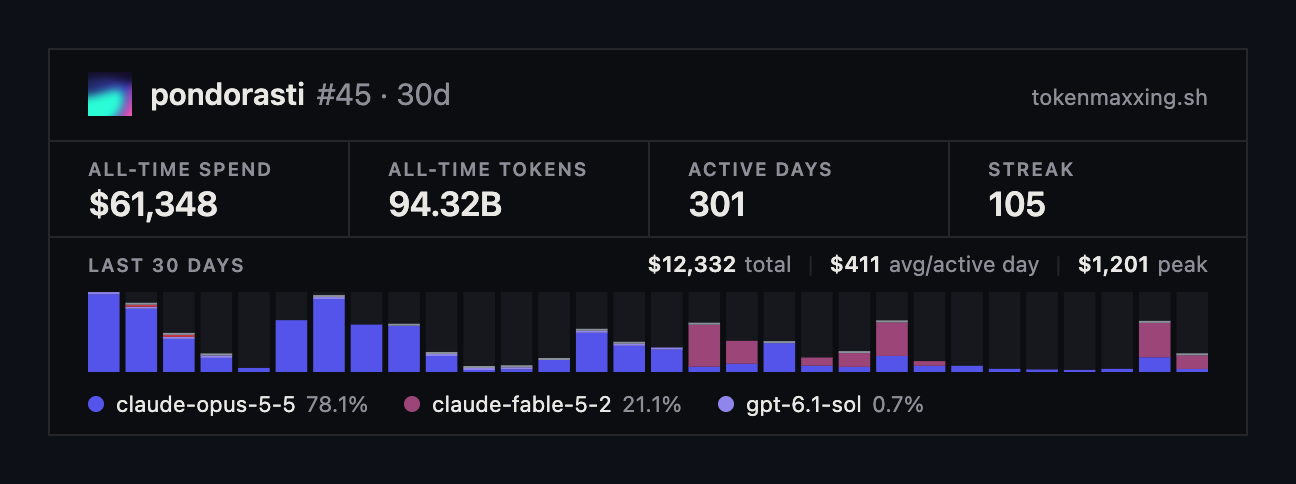 pondorasti #45 · 30d
tokenmaxxing.sh
ALL-TIME SPEND
$61,348
ALL-TIME TOKENS
94.32B
ACTIVE DAYS
301
STREAK
105
LAST 30 DAYS
$12,332 total | $411 avg/active day | $1,201 peak
claude-opus-5-5 78.1% claude-fable-5-2 21.1% gpt-6.1-sol 0.7%